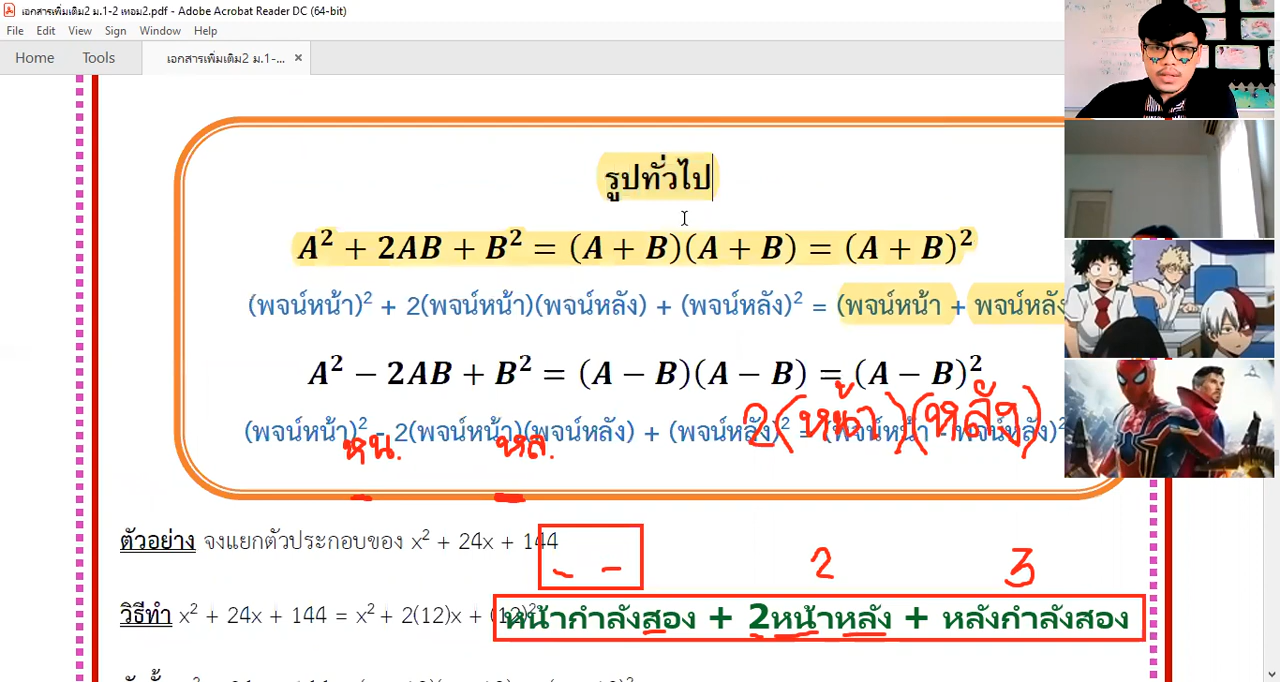 เอกสารเพิ่มเติม2 ม.1-2 เทอม2.pdf - Adobe Acrobat Reader DC (64-bit)
File Edit View Sign Window Help
Home Tools เอกสารเพิ่มเติม2 ม.1-... ×
รูปทั่วไป
A² + 2AB + B² = (A + B)(A + B) = (A + B)²
(พจน์หน้า)² + 2(พจน์หน้า)(พจน์หลัง) + (พจน์หลัง)² = (พจน์หน้า + พจน์หลัง
A² − 2AB + B² = (A − B)(A − B) = (A − B)²
2(หน้า)(หลัง)
(พจน์หน้า)² - 2(พจน์หน้า)(พจน์หลัง) + (พจน์หลัง)² = (พจน์หน้า - พจน์หลัง)²
หน. หล.
ตัวอย่าง จงแยกตัวประกอบของ x² + 24x + 144
2 3
วิธีทำ x² + 24x + 144 = x² + 2(12)x + (12)²
หน้ากำลังสอง + 2หน้าหลัง + หลังกำลังสอง